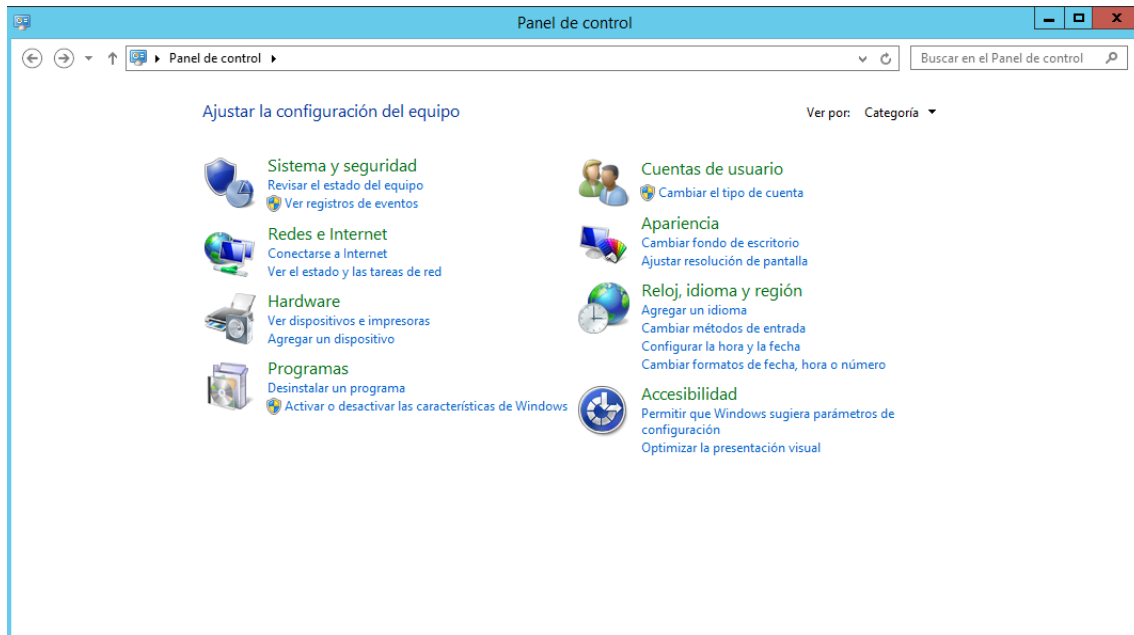 Panel de control
Panel de control
Buscar en el Panel de control
Ajustar la configuración del equipo
Ver por: Categoría
Sistema y seguridad
Revisar el estado del equipo
Ver registros de eventos
Redes e Internet
Conectarse a Internet
Ver el estado y las tareas de red
Hardware
Ver dispositivos e impresoras
Agregar un dispositivo
Programas
Desinstalar un programa
Activar o desactivar las características de Windows
Cuentas de usuario
Cambiar el tipo de cuenta
Apariencia
Cambiar fondo de escritorio
Ajustar resolución de pantalla
Reloj, idioma y región
Agregar un idioma
Cambiar métodos de entrada
Configurar la hora y la fecha
Cambiar formatos de fecha, hora o número
Accesibilidad
Permitir que Windows sugiera parámetros de
configuración
Optimizar la presentación visual